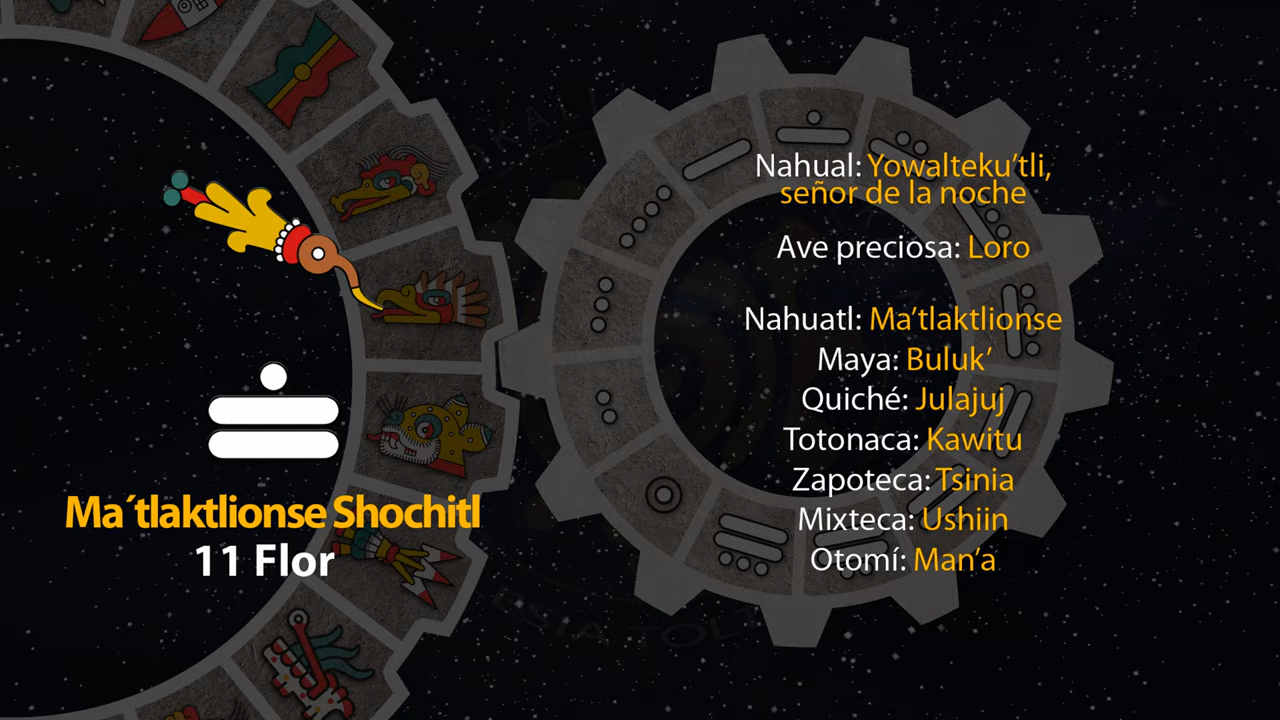 Nahual: Yowalteku’tli,
señor de la noche
Ave preciosa: Loro
Nahuatl: Ma’tlaktlionse
Maya: Buluk’
Quiché: Julajuj
Totonaca: Kawitu
Zapoteca: Tsinia
Mixteca: Ushiin
Otomí: Man’a
Ma´tlaktlionse Shochitl
11 Flor